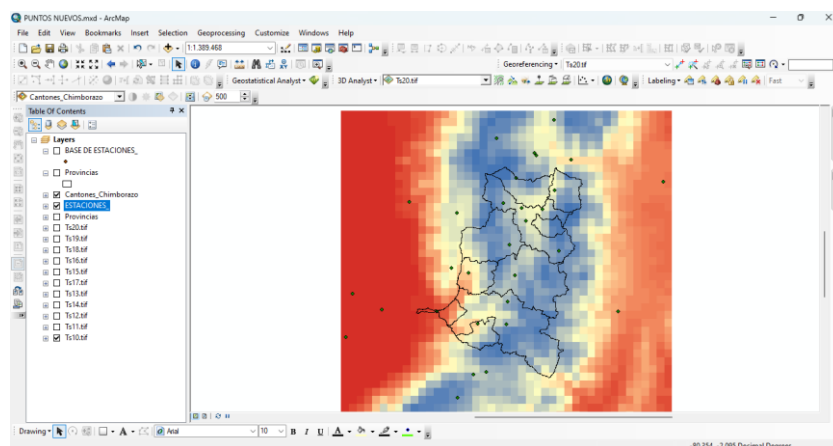 PUNTOS NUEVOS.mxd - ArcMap
File Edit View Bookmarks Insert Selection Geoprocessing Customize Windows Help
1:1.389.468
Georeferencing Ts20.tif
Geostatistical Analyst 3D Analyst Ts20.tif Labeling Fast
Cantones_Chimborazo 500
Table Of Contents
Layers
BASE DE ESTACIONES_
Provincias
Cantones_Chimborazo
ESTACIONES_
Provincias
Ts20.tif
Ts19.tif
Ts18.tif
Ts16.tif
Ts15.tif
Ts17.tif
Ts13.tif
Ts14.tif
Ts12.tif
Ts11.tif
Ts10.tif
Drawing A Arial 10 B I U A